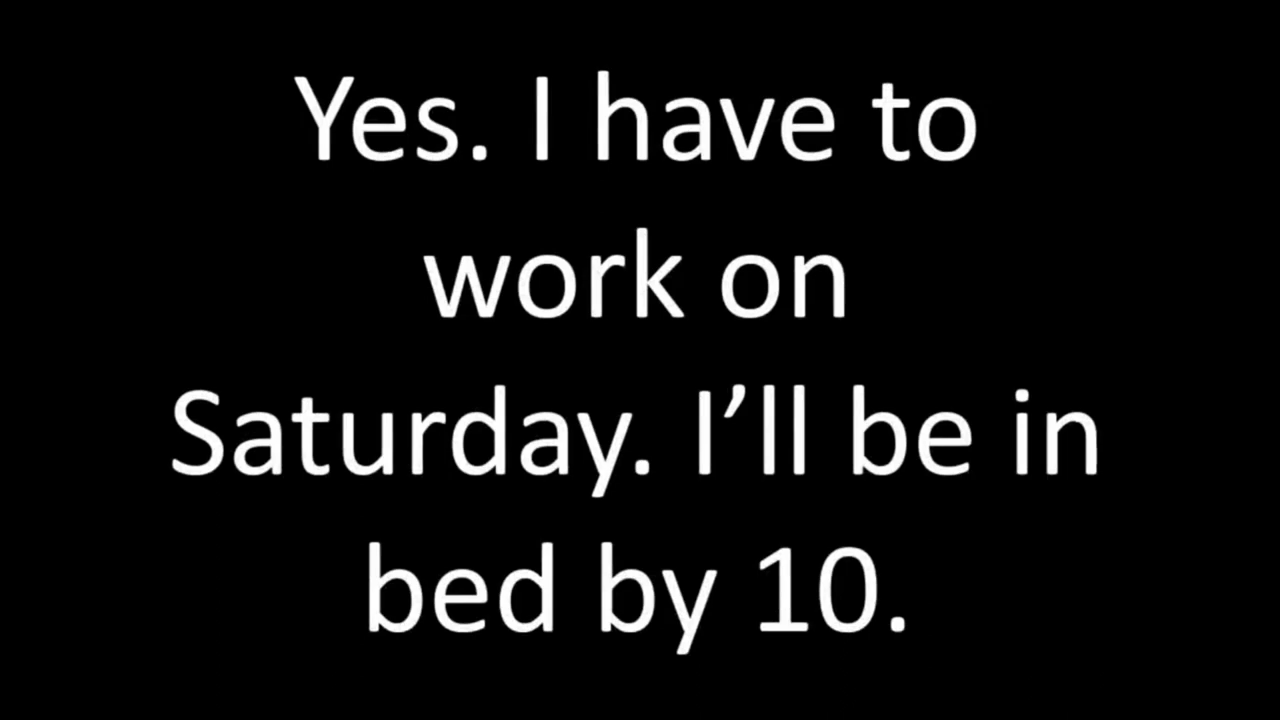 Yes. I have to
work on
Saturday. I’ll be in
bed by 10.